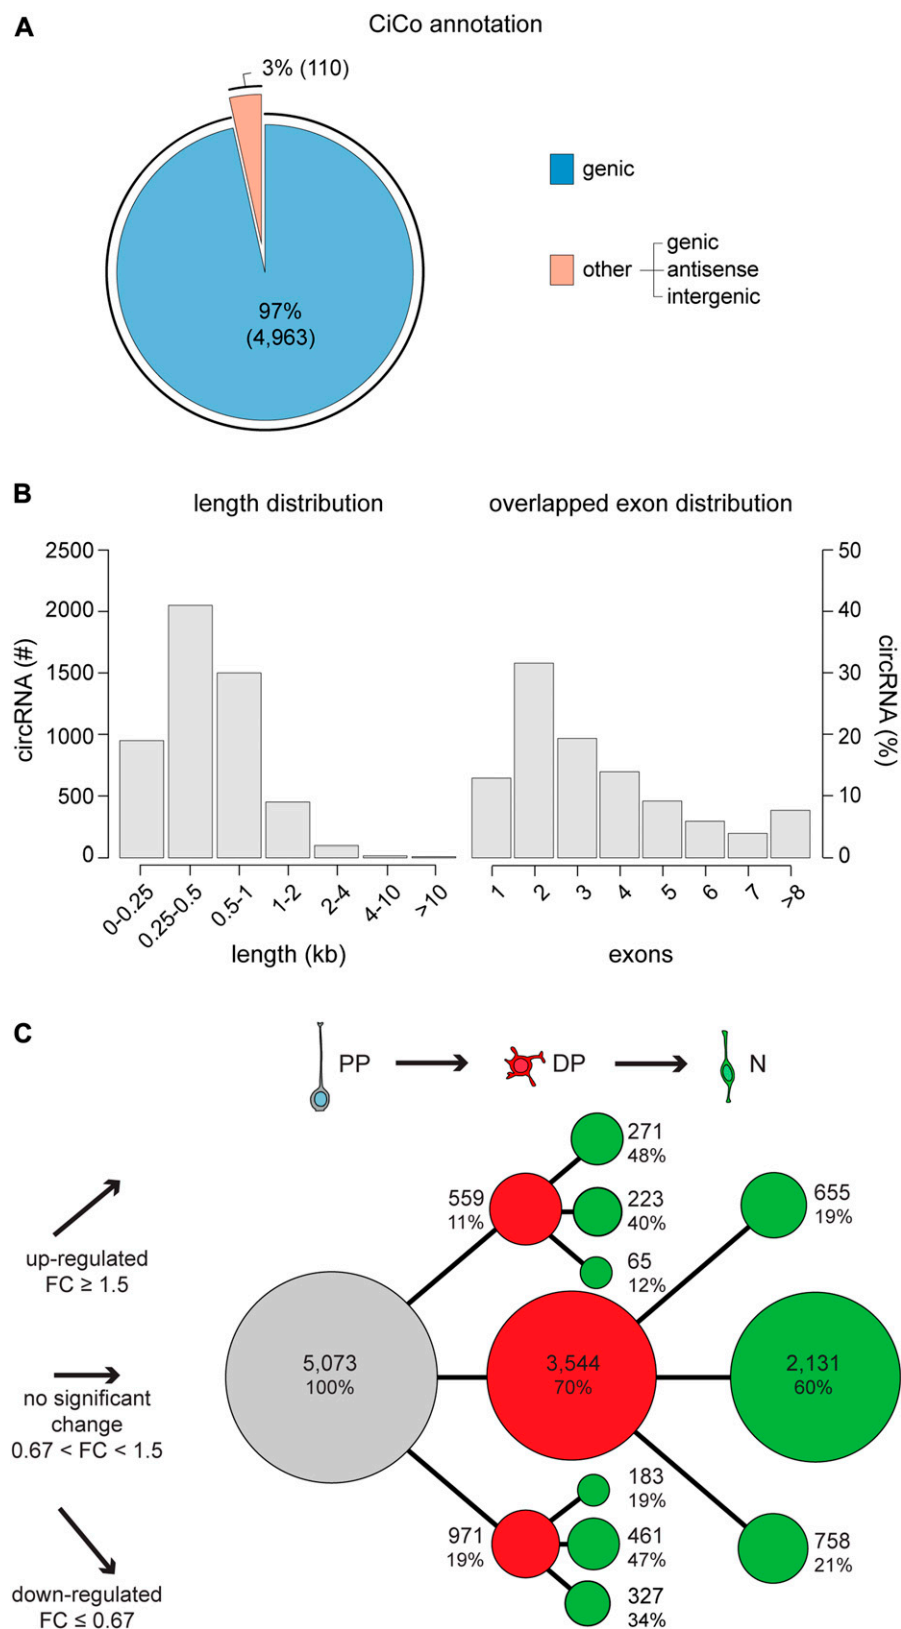 A
CiCo annotation
3% (110)
97%
(4,963)
genic
other
genic
antisense
intergenic
B
length distribution
circRNA (#)
2500
2000
1500
1000
500
0
0-0.25
0.25-0.5
0.5-1
1-2
2-4
4-10
>10
length (kb)
overlapped exon distribution
50
40
30
20
10
0
circRNA (%)
1
2
3
4
5
6
7
>8
exons
C
PP
DP
N
up-regulated
FC ≥ 1.5
no significant
change
0.67 < FC < 1.5
down-regulated
FC ≤ 0.67
5,073
100%
559
11%
271
48%
223
40%
65
12%
3,544
70%
655
19%
2,131
60%
758
21%
971
19%
183
19%
461
47%
327
34%